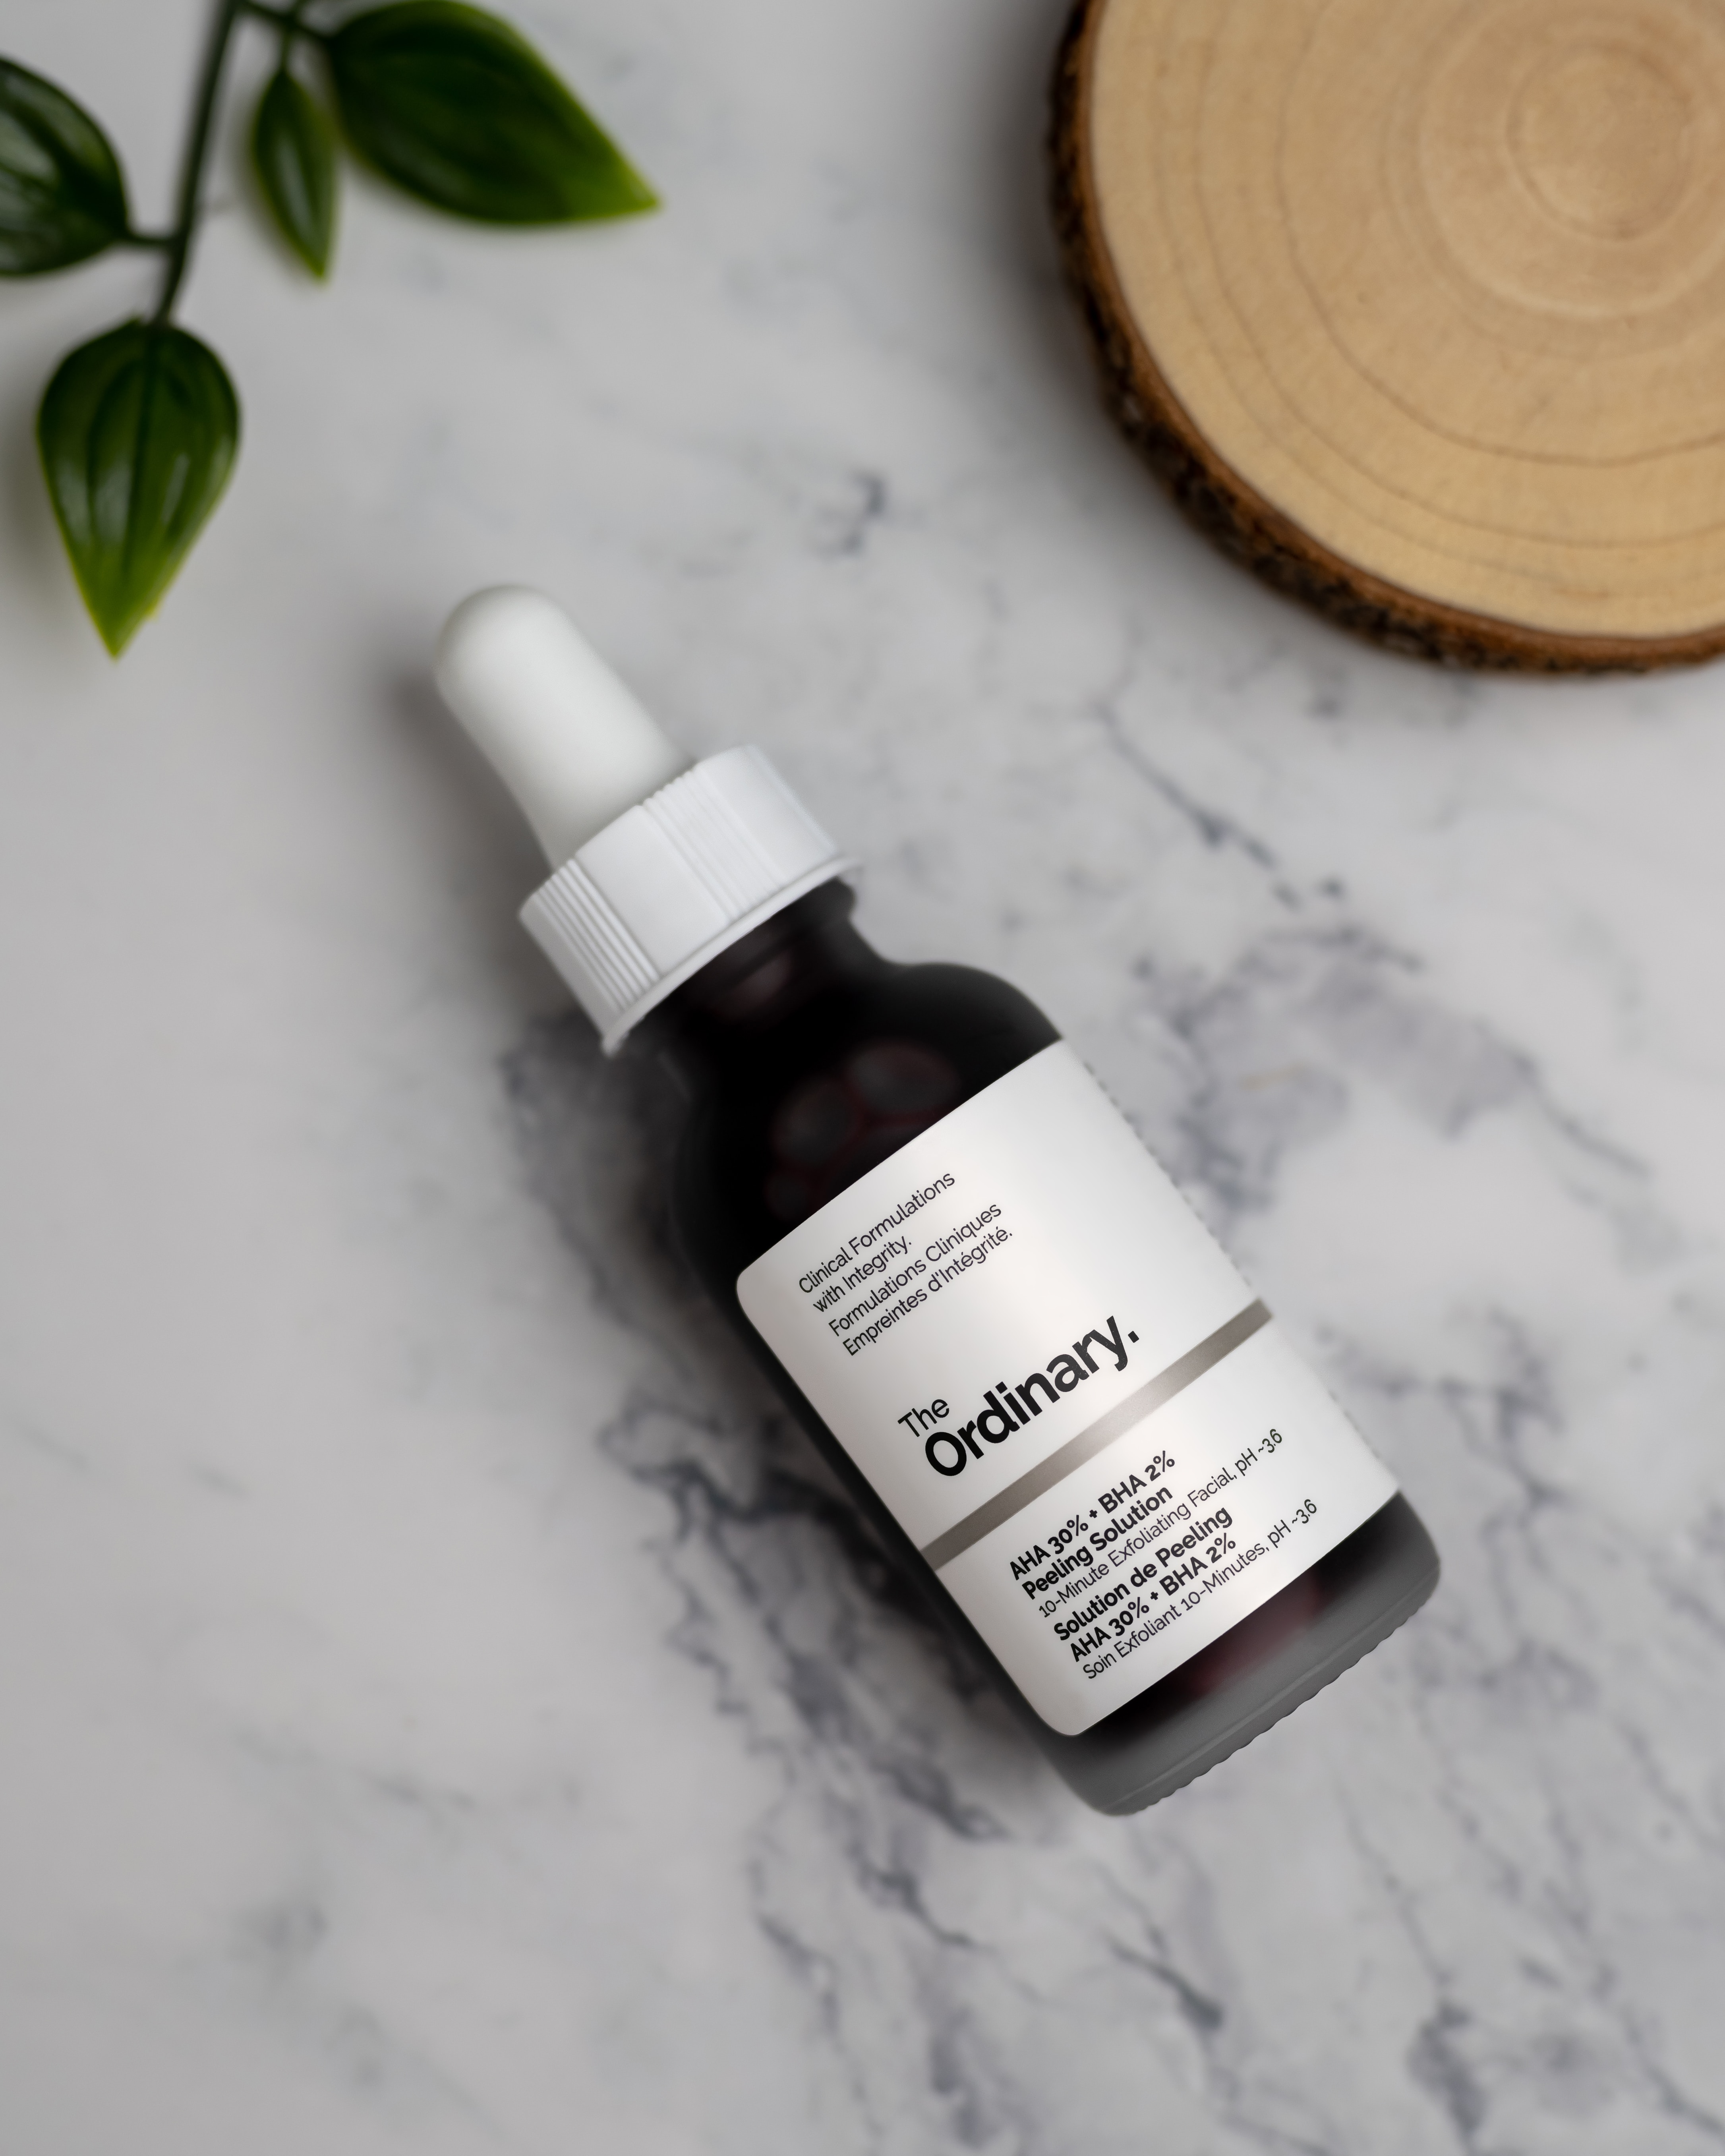 Clinical Formulations
with Integrity.
Formulations Cliniques
Empreintes d'Intégrité.
The
Ordinary.
AHA 30% + BHA 2%
Peeling Solution
10-Minute Exfoliating Facial, pH ~3.6
Solution de Peeling
AHA 30% + BHA 2%
Soin Exfoliant 10-Minutes, pH ~3.6